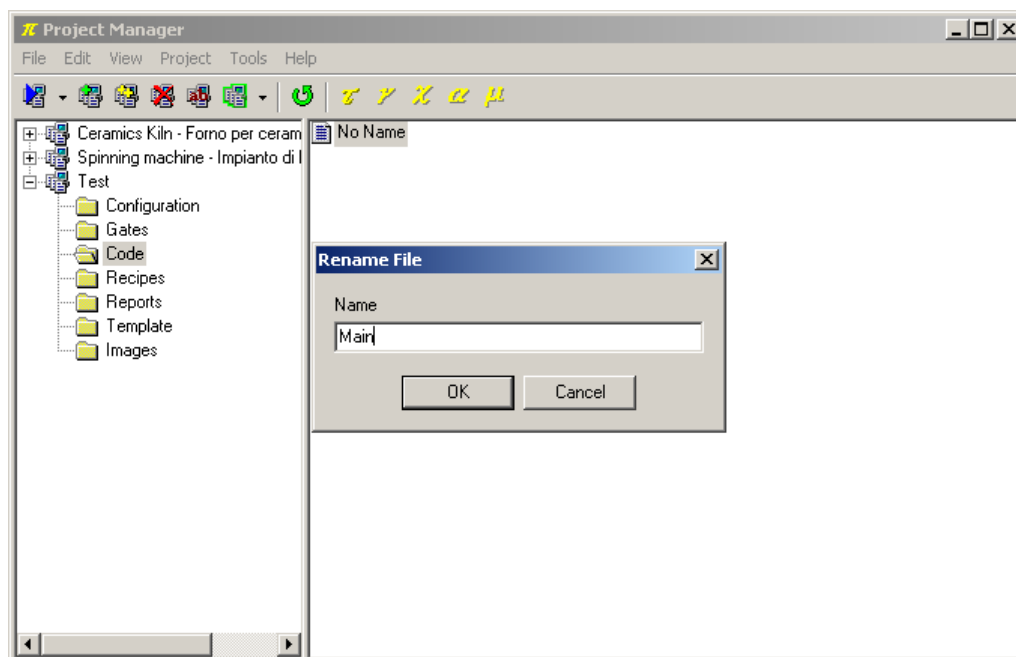 π Project Manager
File Edit View Project Tools Help
τ γ χ α μ
Ceramics Kiln - Forno per ceram
Spinning machine - Impianto di
Test
Configuration
Gates
Code
Recipes
Reports
Template
Images
No Name
Rename File
Name
Main
OK Cancel